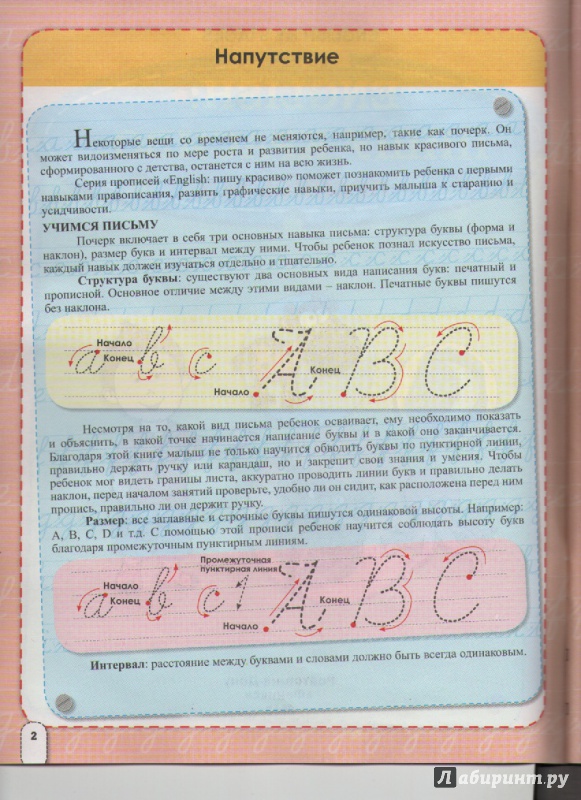 Напутствие
Некоторые вещи со временем не меняются, например, такие как почерк. Он
может видоизменяться по мере роста и развития ребенка, но навык красивого письма,
сформированного с детства, останется с ним на всю жизнь.
Серия прописей «English: пишу красиво» поможет познакомить ребенка с первыми
навыками правописания, развить графические навыки, приучить малыша к старанию и
усидчивости.
УЧИМСЯ ПИСЬМУ
Почерк включает в себя три основных навыка письма: структура буквы (форма и
наклон), размер букв и интервал между ними. Чтобы ребенок познал искусство письма,
каждый навык должен изучаться отдельно и тщательно.
Структура буквы: существуют два основных вида написания букв: печатный и
прописной. Основное отличие между этими видами – наклон. Печатные буквы пишутся
без наклона.
Начало
Конец
a b c A B C
Конец
Начало
Несмотря на то, какой вид письма ребенок осваивает, ему необходимо показать
и объяснить, в какой точке начинается написание буквы и в какой оно заканчивается.
Благодаря этой книге малыш не только научится обводить буквы по пунктирной линии,
правильно держать ручку или карандаш, но и закрепит свои знания и умения. Чтобы
ребенок мог видеть границы листа, аккуратно проводить линии букв и правильно делать
наклон, перед началом занятий проверьте, удобно ли он сидит, как расположена перед ним
пропись, правильно ли он держит ручку.
Размер: все заглавные и строчные буквы пишутся одинаковой высоты. Например:
A, B, C, D и т.д. С помощью этой прописи ребенок научится соблюдать высоту букв
благодаря промежуточным пунктирным линиям.
Промежуточная
пунктирная линия
Начало
Конец
a b c A B C
Конец
Начало
Интервал: расстояние между буквами и словами должно быть всегда одинаковым.
2
Лабиринт.ру